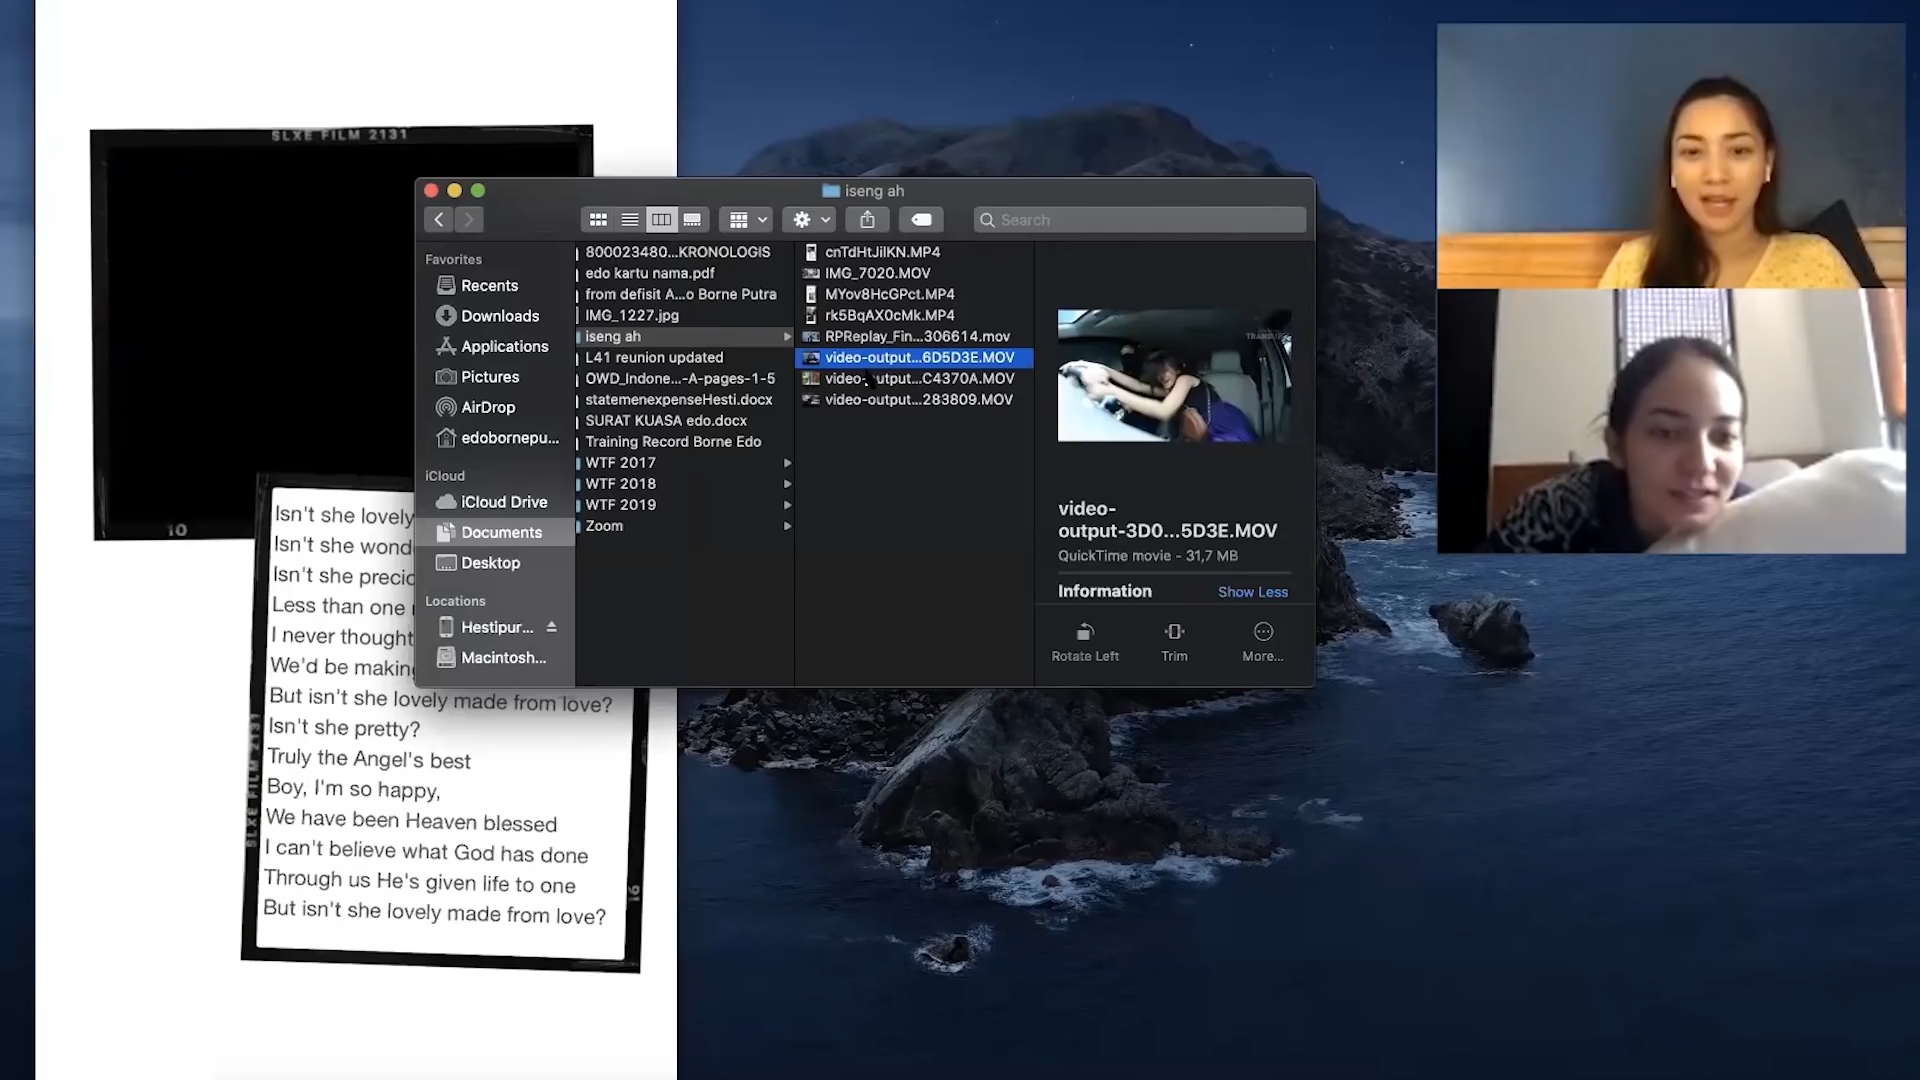 SLXE FILM 2131
10
Isn't she lovely
Isn't she wond
Isn't she precio
Less than one
I never thought
We'd be making
But isn't she lovely made from love?
Isn't she pretty?
Truly the Angel's best
Boy, I'm so happy,
We have been Heaven blessed
I can't believe what God has done
Through us He's given life to one
But isn't she lovely made from love?
SLXE FILM 2131
16
iseng ah
Search
Favorites
Recents
Downloads
Applications
Pictures
AirDrop
edobornepu...
iCloud
iCloud Drive
Documents
Desktop
Locations
Hestipur...
Macintosh...
800023480...KRONOLOGIS
edo kartu nama.pdf
from defisit A...o Borne Putra
IMG_1227.jpg
iseng ah
L41 reunion updated
OWD_Indone...-A-pages-1-5
statemenexpenseHesti.docx
SURAT KUASA edo.docx
Training Record Borne Edo
WTF 2017
WTF 2018
WTF 2019
Zoom
cnTdHtJiIKN.MP4
IMG_7020.MOV
MYov8HcGPct.MP4
rk5BqAX0cMk.MP4
RPReplay_Fin...306614.mov
video-output...6D5D3E.MOV
video-output...C4370A.MOV
video-output...283809.MOV
video-
output-3D0...5D3E.MOV
QuickTime movie - 31,7 MB
Information
Show Less
Rotate Left
Trim
More...